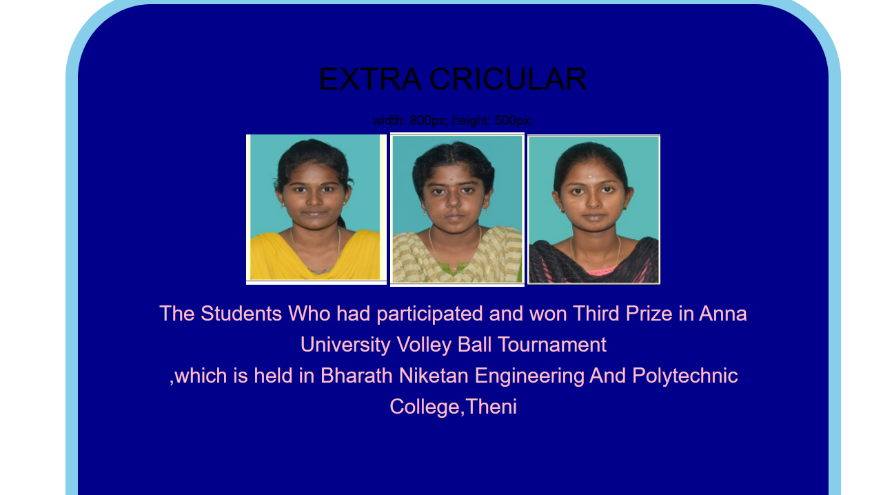 EXTRA CRICULAR
width: 800px; height: 500px;
The Students Who had participated and won Third Prize in Anna
University Volley Ball Tournament
,which is held in Bharath Niketan Engineering And Polytechnic
College,Theni